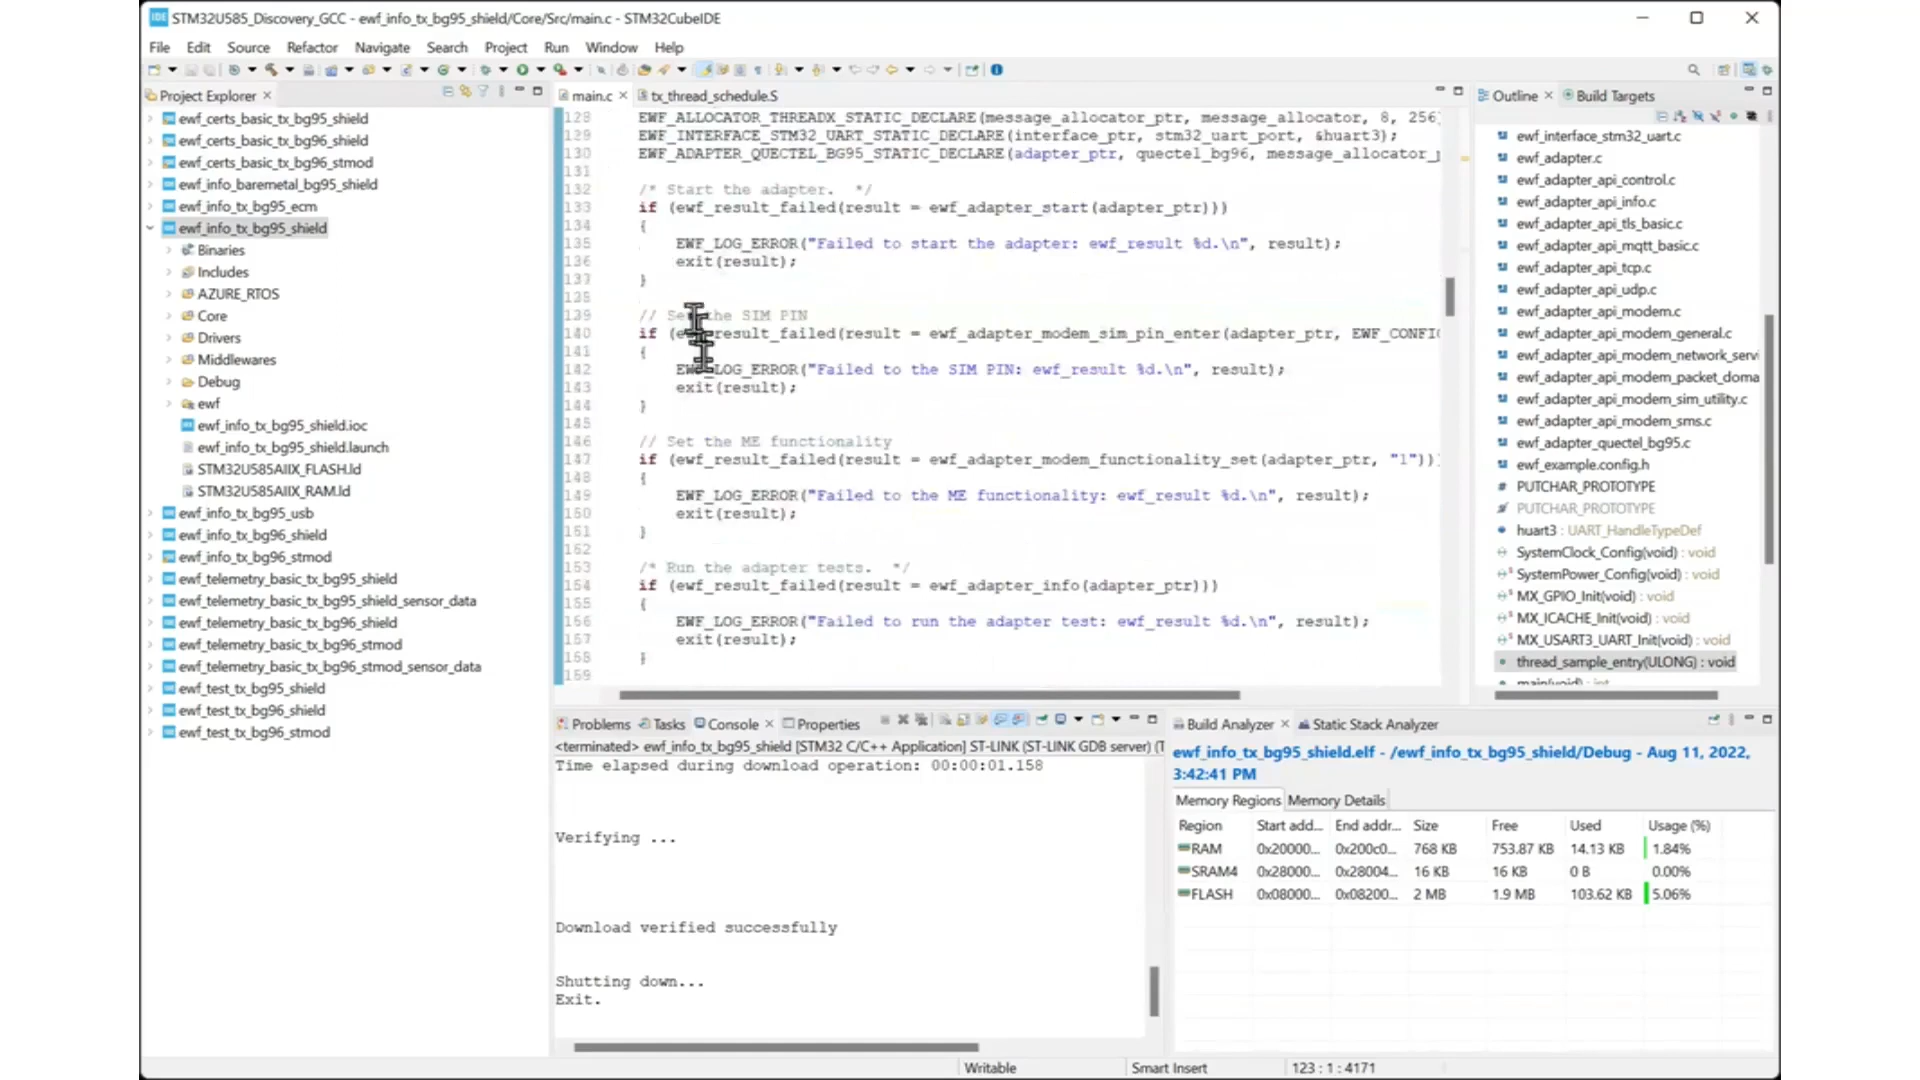 STM32U585_Discovery_GCC - ewf_info_tx_bg95_shield/Core/Src/main.c - STM32CubeIDE
File Edit Source Refactor Navigate Search Project Run Window Help
Project Explorer
ewf_certs_basic_tx_bg95_shield
ewf_certs_basic_tx_bg96_shield
ewf_certs_basic_tx_bg96_stmod
ewf_info_baremetal_bg95_shield
ewf_info_tx_bg95_ecm
ewf_info_tx_bg95_shield
Binaries
Includes
AZURE_RTOS
Core
Drivers
Middlewares
Debug
ewf
ewf_info_tx_bg95_shield.ioc
ewf_info_tx_bg95_shield.launch
STM32U585AIIX_FLASH.ld
STM32U585AIIX_RAM.ld
ewf_info_tx_bg95_usb
ewf_info_tx_bg96_shield
ewf_info_tx_bg96_stmod
ewf_telemetry_basic_tx_bg95_shield
ewf_telemetry_basic_tx_bg95_shield_sensor_data
ewf_telemetry_basic_tx_bg96_shield
ewf_telemetry_basic_tx_bg96_stmod
ewf_telemetry_basic_tx_bg96_stmod_sensor_data
ewf_test_tx_bg95_shield
ewf_test_tx_bg96_shield
ewf_test_tx_bg96_stmod
main.c tx_thread_schedule.S
128 EWF_ALLOCATOR_THREADX_STATIC_DECLARE(message_allocator_ptr, message_allocator, 8, 256
129 EWF_INTERFACE_STM32_UART_STATIC_DECLARE(interface_ptr, stm32_uart_port, &huart3);
130 EWF_ADAPTER_QUECTEL_BG95_STATIC_DECLARE(adapter_ptr, quectel_bg96, message_allocator_
131
132 /* Start the adapter. */
133 if (ewf_result_failed(result = ewf_adapter_start(adapter_ptr)))
134 {
135 EWF_LOG_ERROR("Failed to start the adapter: ewf_result %d.\n", result);
136 exit(result);
137 }
138
139 // Set the SIM PIN
140 if (ewf_result_failed(result = ewf_adapter_modem_sim_pin_enter(adapter_ptr, EWF_CONFIG
141 {
142 EWF_LOG_ERROR("Failed to the SIM PIN: ewf_result %d.\n", result);
143 exit(result);
144 }
145
146 // Set the ME functionality
147 if (ewf_result_failed(result = ewf_adapter_modem_functionality_set(adapter_ptr, "1")))
148 {
149 EWF_LOG_ERROR("Failed to the ME functionality: ewf_result %d.\n", result);
150 exit(result);
151 }
152
153 /* Run the adapter tests. */
154 if (ewf_result_failed(result = ewf_adapter_info(adapter_ptr)))
155 {
156 EWF_LOG_ERROR("Failed to run the adapter test: ewf_result %d.\n", result);
157 exit(result);
158 }
159
Outline Build Targets
ewf_interface_stm32_uart.c
ewf_adapter.c
ewf_adapter_api_control.c
ewf_adapter_api_info.c
ewf_adapter_api_tls_basic.c
ewf_adapter_api_mqtt_basic.c
ewf_adapter_api_tcp.c
ewf_adapter_api_udp.c
ewf_adapter_api_modem.c
ewf_adapter_api_modem_general.c
ewf_adapter_api_modem_network_servi
ewf_adapter_api_modem_packet_doma
ewf_adapter_api_modem_sim_utility.c
ewf_adapter_api_modem_sms.c
ewf_adapter_quectel_bg95.c
ewf_example.config.h
PUTCHAR_PROTOTYPE
PUTCHAR_PROTOTYPE
huart3 : UART_HandleTypeDef
SystemClock_Config(void) : void
SystemPower_Config(void) : void
MX_GPIO_Init(void) : void
MX_ICACHE_Init(void) : void
MX_USART3_UART_Init(void) : void
thread_sample_entry(ULONG) : void
main(void) : int
Problems Tasks Console Properties
<terminated> ewf_info_tx_bg95_shield [STM32 C/C++ Application] ST-LINK (ST-LINK GDB server) (T
Time elapsed during download operation: 00:00:01.158
Verifying ...
Download verified successfully
Shutting down...
Exit.
Build Analyzer Static Stack Analyzer
ewf_info_tx_bg95_shield.elf - /ewf_info_tx_bg95_shield/Debug - Aug 11, 2022,
3:42:41 PM
Memory Regions Memory Details
Region Start add... End addr... Size Free Used Usage (%)
RAM 0x20000... 0x200c0... 768 KB 753.87 KB 14.13 KB 1.84%
SRAM4 0x28000... 0x28004... 16 KB 16 KB 0 B 0.00%
FLASH 0x08000... 0x08200... 2 MB 1.9 MB 103.62 KB 5.06%
Writable Smart Insert 123 : 1 : 4171